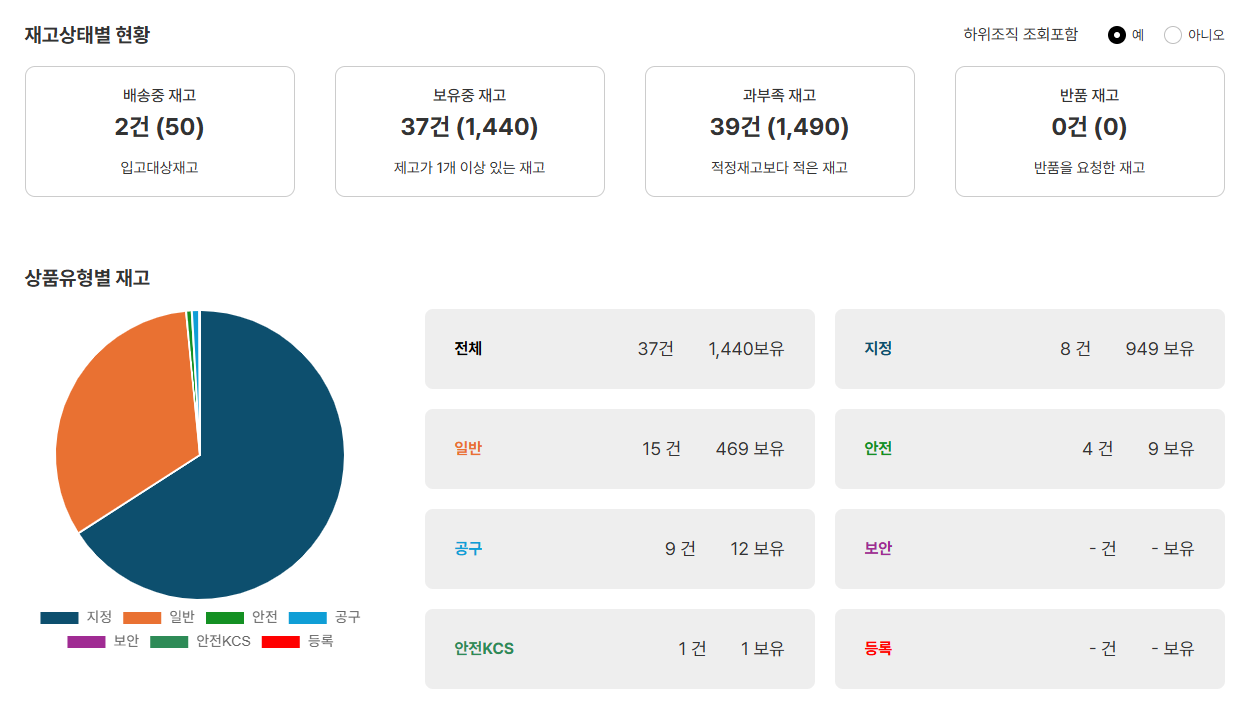 재고상태별 현황
하위조직 조회포함 예 아니오
배송중 재고
2건 (50)
입고대상재고
보유중 재고
37건 (1,440)
제고가 1개 이상 있는 재고
과부족 재고
39건 (1,490)
적정재고보다 적은 재고
반품 재고
0건 (0)
반품을 요청한 재고
상품유형별 재고
지정 일반 안전 공구
보안 안전KCS 등록
전체 37건 1,440보유
지정 8 건 949 보유
일반 15 건 469 보유
안전 4 건 9 보유
공구 9 건 12 보유
보안 - 건 - 보유
안전KCS 1 건 1 보유
등록 - 건 - 보유